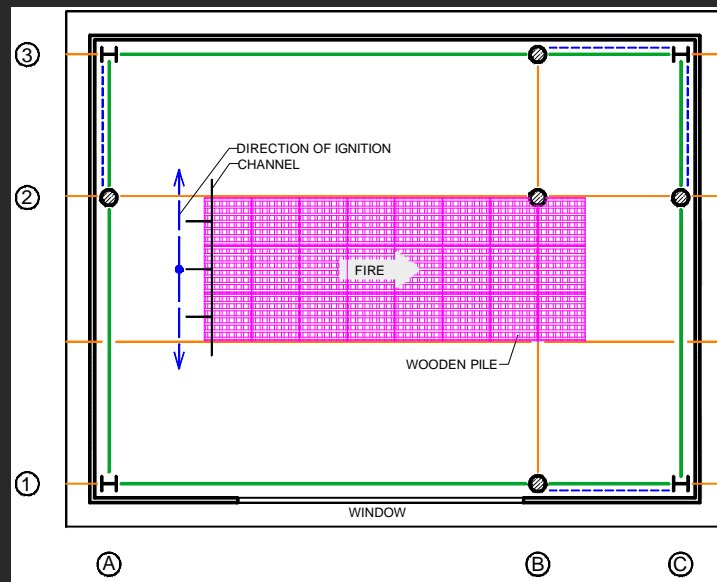 3
DIRECTION OF IGNITION
CHANNEL
2
FIRE
WOODEN PILE
1
WINDOW
A
B
C